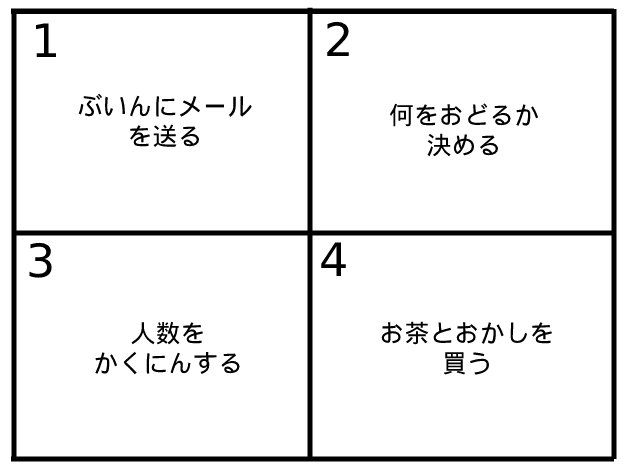 1
ぶいんにメール
を送る
2
何をおどるか
決める
3
人数を
かくにんする
4
お茶とおかしを
買う